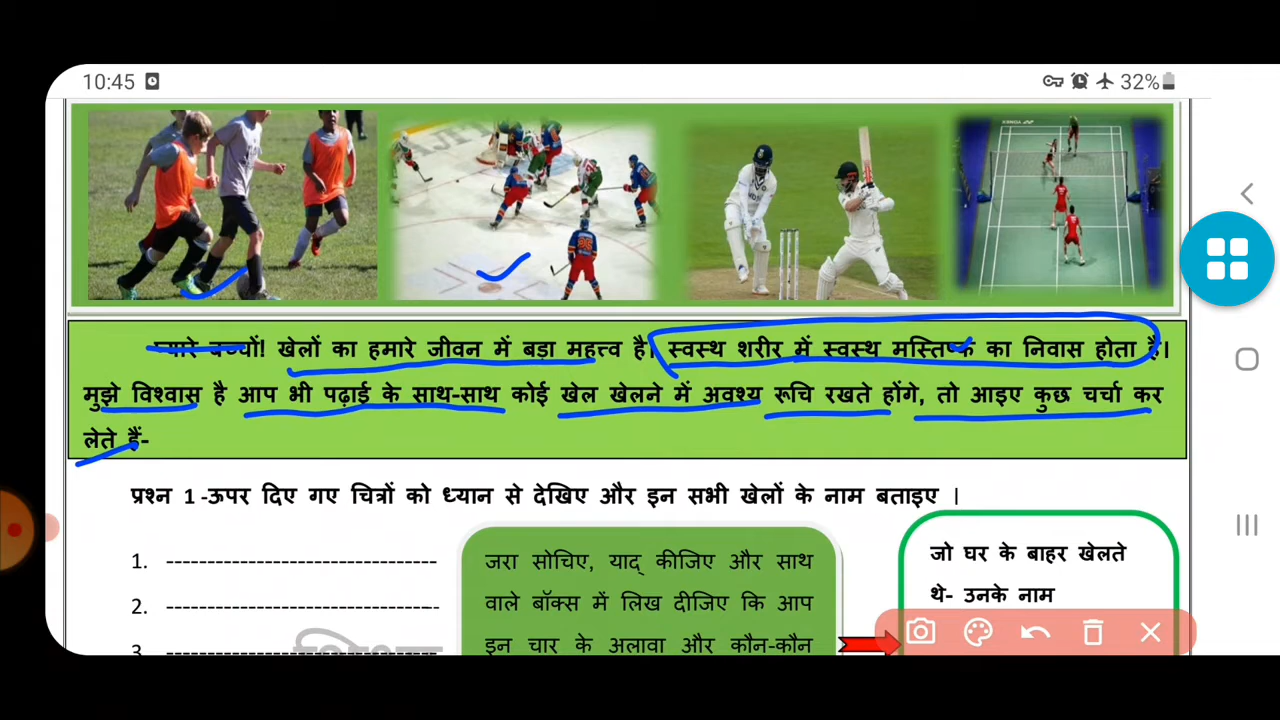 10:45
32%
प्यारे बच्चों! खेलों का हमारे जीवन में बड़ा महत्त्व है। स्वस्थ शरीर में स्वस्थ मस्तिष्क का निवास होता है।
मुझे विश्वास है आप भी पढ़ाई के साथ-साथ कोई खेल खेलने में अवश्य रूचि रखते होंगे, तो आइए कुछ चर्चा कर
लेते हैं-
प्रश्न 1 -ऊपर दिए गए चित्रों को ध्यान से देखिए और इन सभी खेलों के नाम बताइए ।
1. ---------------------------------
2. ---------------------------------
3. ---------------------------------
जरा सोचिए, याद् कीजिए और साथ
वाले बॉक्स में लिख दीजिए कि आप
इन चार के अलावा और कौन-कौन
जो घर के बाहर खेलते
थे- उनके नाम